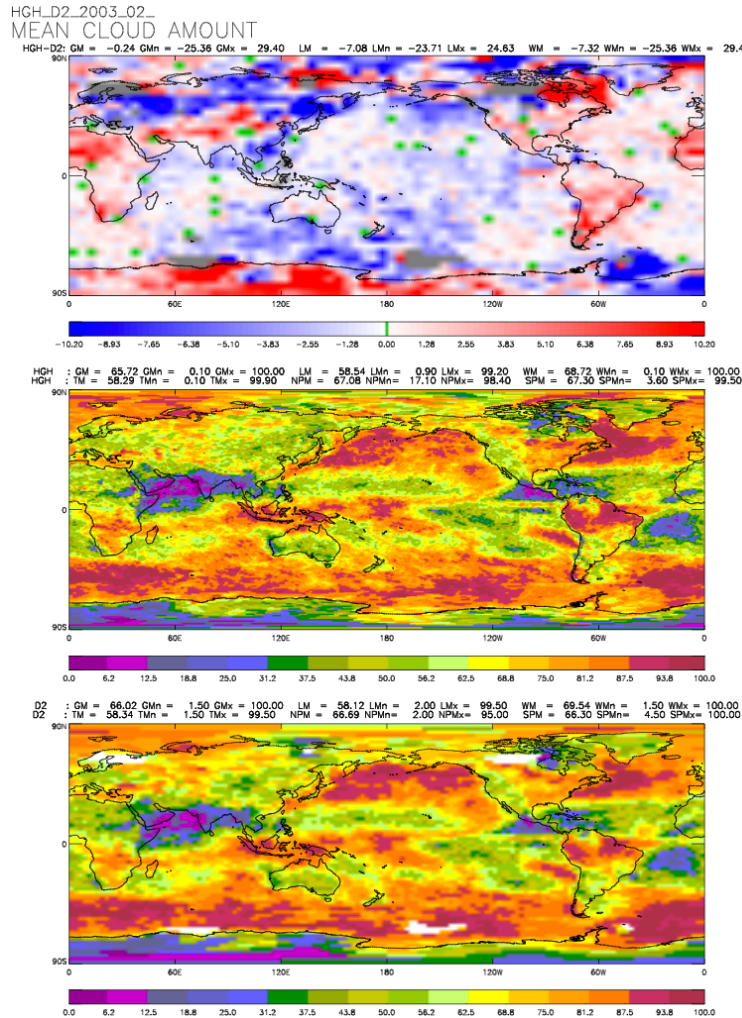 HGH_D2_2003_02_
MEAN CLOUD AMOUNT
HGH-D2: GM = -0.24 GMn = -25.36 GMx = 29.40 LM = -7.08 LMn = -23.71 LMx = 24.63 WM = -7.32 WMn = -25.36 WMx = 29.4
90N
0
90S
0 60E 120E 180 120W 60W 0
-10.20 -8.93 -7.65 -6.38 -5.10 -3.83 -2.55 -1.28 0.00 1.28 2.55 3.83 5.10 6.38 7.65 8.93 10.20
HGH : GM = 65.72 GMn = 0.10 GMx = 100.00 LM = 58.54 LMn = 0.90 LMx = 99.20 WM = 68.72 WMn = 0.10 WMx = 100.00
HGH : TM = 58.29 TMn = 0.10 TMx = 99.90 NPM = 67.08 NPMn= 17.10 NPMx= 98.40 SPM = 67.30 SPMn= 3.60 SPMx= 99.50
90N
0
90S
0 60E 120E 180 120W 60W 0
0.0 6.2 12.5 18.8 25.0 31.2 37.5 43.8 50.0 56.2 62.5 68.8 75.0 81.2 87.5 93.8 100.0
D2 : GM = 66.02 GMn = 1.50 GMx = 100.00 LM = 58.12 LMn = 2.00 LMx = 99.50 WM = 69.54 WMn = 1.50 WMx = 100.00
D2 : TM = 58.34 TMn = 1.50 TMx = 99.50 NPM = 66.69 NPMn= 2.00 NPMx= 95.00 SPM = 66.30 SPMn= 4.50 SPMx= 100.00
90N
0
90S
0 60E 120E 180 120W 60W 0
0.0 6.2 12.5 18.8 25.0 31.2 37.5 43.8 50.0 56.2 62.5 68.8 75.0 81.2 87.5 93.8 100.0